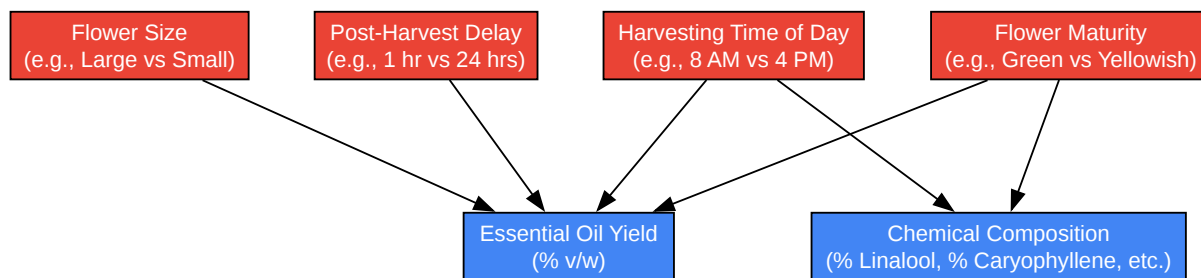 Flower Size
(e.g., Large vs Small)
Post-Harvest Delay
(e.g., 1 hr vs 24 hrs)
Harvesting Time of Day
(e.g., 8 AM vs 4 PM)
Flower Maturity
(e.g., Green vs Yellowish)
Essential Oil Yield
(% v/w)
Chemical Composition
(% Linalool, % Caryophyllene, etc.)